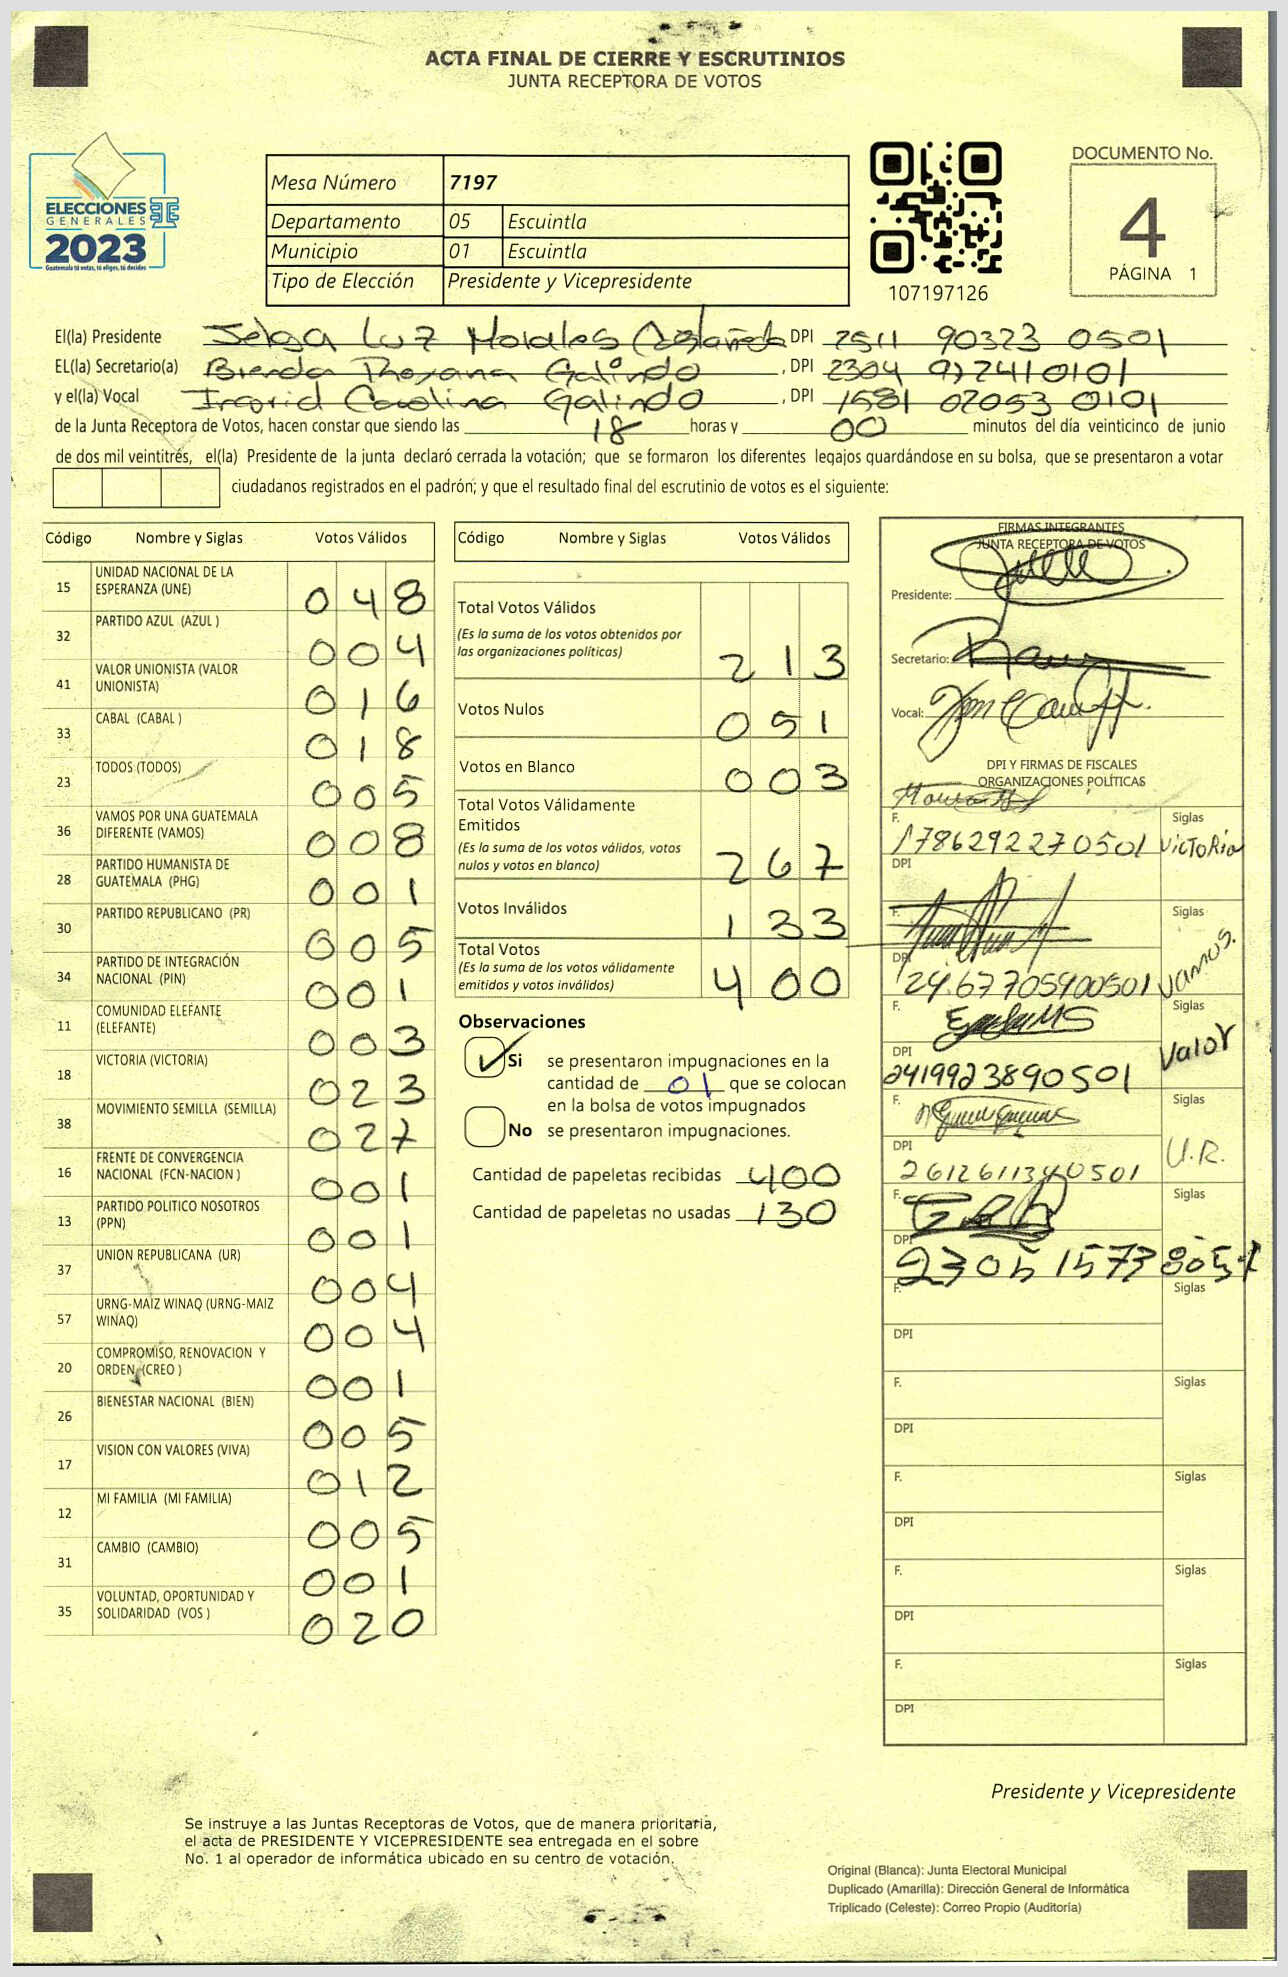 ACTA FINAL DE CIERRE Y ESCRUTINIOS
JUNTA RECEPTORA DE VOTOS
ELECCIONES
GENERALES
2023
Guatemala tú votas, tú eliges, tú decides
Mesa Número 7197
Departamento 05 Escuintla
Municipio 01 Escuintla
Tipo de Elección Presidente y Vicepresidente
107197126
DOCUMENTO No.
4
PÁGINA 1
El(la) Presidente Luz Morales Castañeda DPI 2511 90323 0501
EL(la) Secretario(a) Brenda Roxana Galindo , DPI 2304 0101
y el(la) Vocal Ingrid Carolina Galindo , DPI 1581 02053 0101
de la Junta Receptora de Votos, hacen constar que siendo las 18 horas y 00 minutos del día veinticinco de junio
de dos mil veintitrés, el(la) Presidente de la junta declaró cerrada la votación; que se formaron los diferentes legajos guardándose en su bolsa, que se presentaron a votar
ciudadanos registrados en el padrón; y que el resultado final del escrutinio de votos es el siguiente:
Código Nombre y Siglas Votos Válidos
15 UNIDAD NACIONAL DE LA ESPERANZA (UNE) 048
32 PARTIDO AZUL (AZUL ) 004
41 VALOR UNIONISTA (VALOR UNIONISTA) 016
33 CABAL (CABAL ) 018
23 TODOS (TODOS) 005
36 VAMOS POR UNA GUATEMALA DIFERENTE (VAMOS) 008
28 PARTIDO HUMANISTA DE GUATEMALA (PHG) 001
30 PARTIDO REPUBLICANO (PR) 005
34 PARTIDO DE INTEGRACIÓN NACIONAL (PIN) 001
11 COMUNIDAD ELEFANTE (ELEFANTE) 003
18 VICTORIA (VICTORIA) 023
38 MOVIMIENTO SEMILLA (SEMILLA) 027
16 FRENTE DE CONVERGENCIA NACIONAL (FCN-NACION ) 001
13 PARTIDO POLITICO NOSOTROS (PPN) 001
37 UNION REPUBLICANA (UR) 004
57 URNG-MAIZ WINAQ (URNG-MAIZ WINAQ) 004
20 COMPROMISO, RENOVACION Y ORDEN (CREO ) 001
26 BIENESTAR NACIONAL (BIEN) 005
17 VISION CON VALORES (VIVA) 012
12 MI FAMILIA (MI FAMILIA) 005
31 CAMBIO (CAMBIO) 001
35 VOLUNTAD, OPORTUNIDAD Y SOLIDARIDAD (VOS ) 020
Código Nombre y Siglas Votos Válidos
Total Votos Válidos 213
(Es la suma de los votos obtenidos por
las organizaciones políticas)
Votos Nulos 051
Votos en Blanco 003
Total Votos Válidamente
Emitidos 267
(Es la suma de los votos válidos, votos
nulos y votos en blanco)
Votos Inválidos 133
Total Votos 400
(Es la suma de los votos válidamente
emitidos y votos inválidos)
Observaciones
Si se presentaron impugnaciones en la
cantidad de 01 que se colocan
en la bolsa de votos impugnados
No se presentaron impugnaciones.
Cantidad de papeletas recibidas 400
Cantidad de papeletas no usadas 130
FIRMAS INTEGRANTES
JUNTA RECEPTORA DE VOTOS
Presidente:
Secretario:
Vocal:
DPI Y FIRMAS DE FISCALES
ORGANIZACIONES POLÍTICAS
F. Siglas
1786292270501 VICTORIA
DPI
F. Siglas
DPI
2467705900501 Vamos.
F. Siglas
DPI Valor
2419923890501
F. Siglas
DPI U.R.
2612611340501
F. Siglas
DPI
F. Siglas
DPI
F. Siglas
DPI
F. Siglas
DPI
F. Siglas
DPI
F. Siglas
DPI
Presidente y Vicepresidente
Se instruye a las Juntas Receptoras de Votos, que de manera prioritaria,
el acta de PRESIDENTE Y VICEPRESIDENTE sea entregada en el sobre
No. 1 al operador de informática ubicado en su centro de votación.
Original (Blanca): Junta Electoral Municipal
Duplicado (Amarilla): Dirección General de Informática
Triplicado (Celeste): Correo Propio (Auditoría)